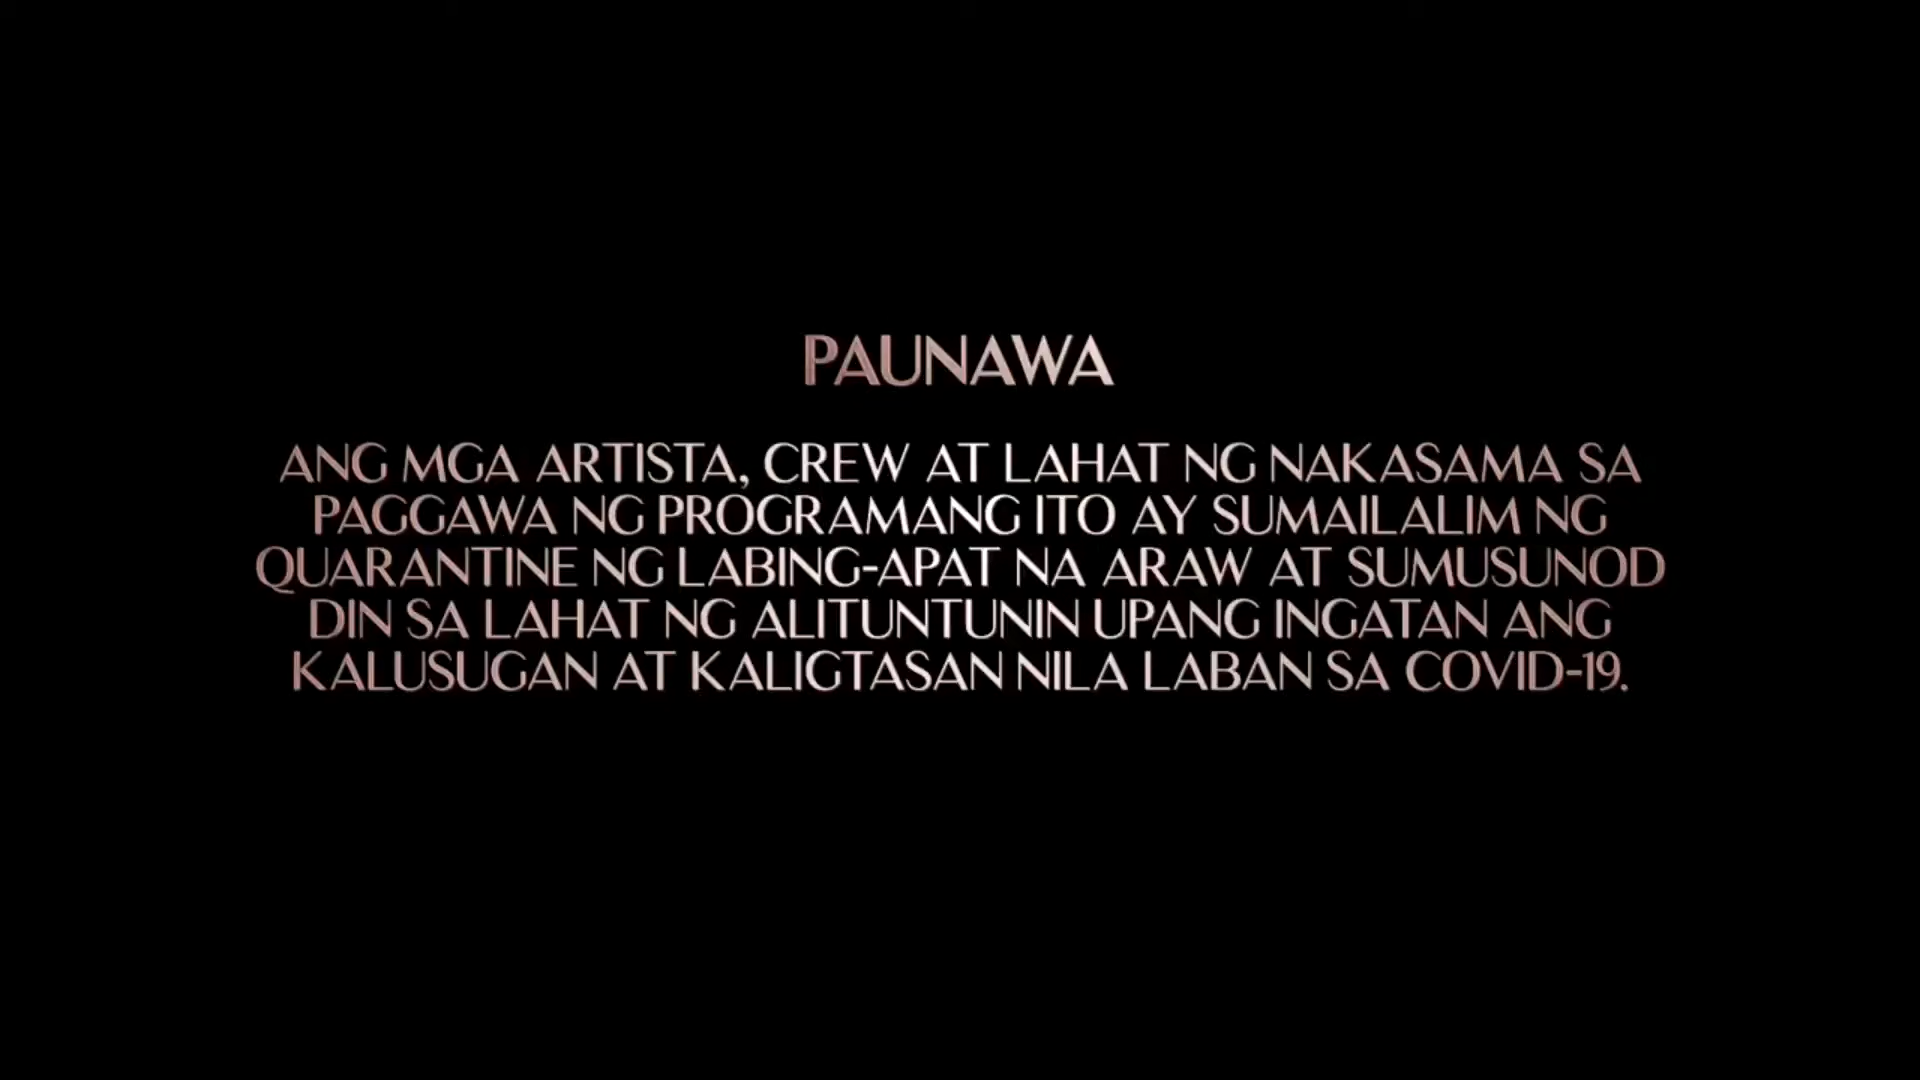 PAUNAWA
ANG MGA ARTISTA, CREW AT LAHAT NG NAKASAMA SA
PAGGAWA NG PROGRAMANG ITO AY SUMAILALIM NG
QUARANTINE NG LABING-APAT NA ARAW AT SUMUSUNOD
DIN SA LAHAT NG ALITUNTUNIN UPANG INGATAN ANG
KALUSUGAN AT KALIGTASAN NILA LABAN SA COVID-19.